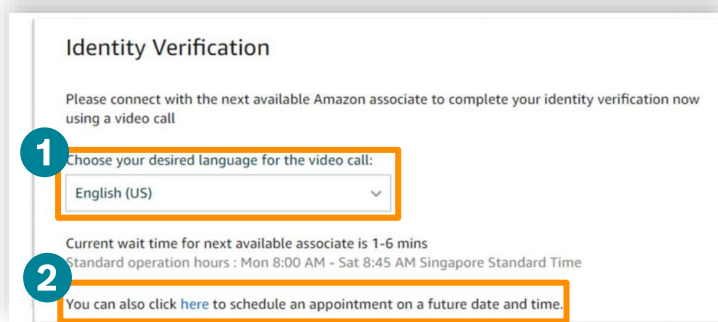 Identity Verification
Please connect with the next available Amazon associate to complete your identity verification now
using a video call
1
Choose your desired language for the video call:
English (US)
Current wait time for next available associate is 1-6 mins
Standard operation hours : Mon 8:00 AM - Sat 8:45 AM Singapore Standard Time
2
You can also click here to schedule an appointment on a future date and time.